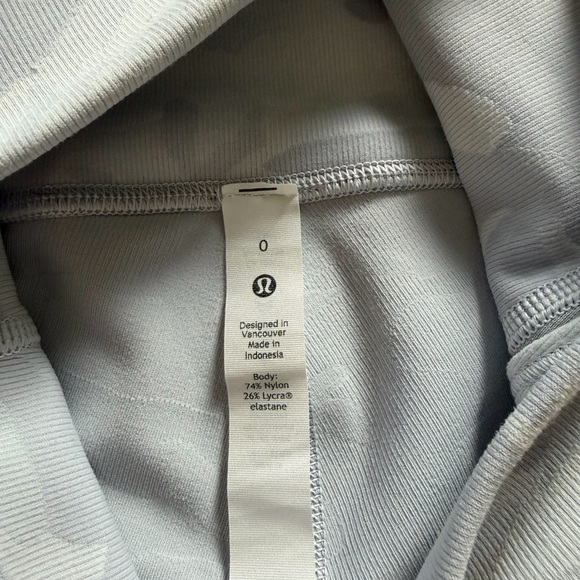 0
Designed in
Vancouver
Made in
Indonesia
Body:
74% Nylon
26% Lycra®
elastane